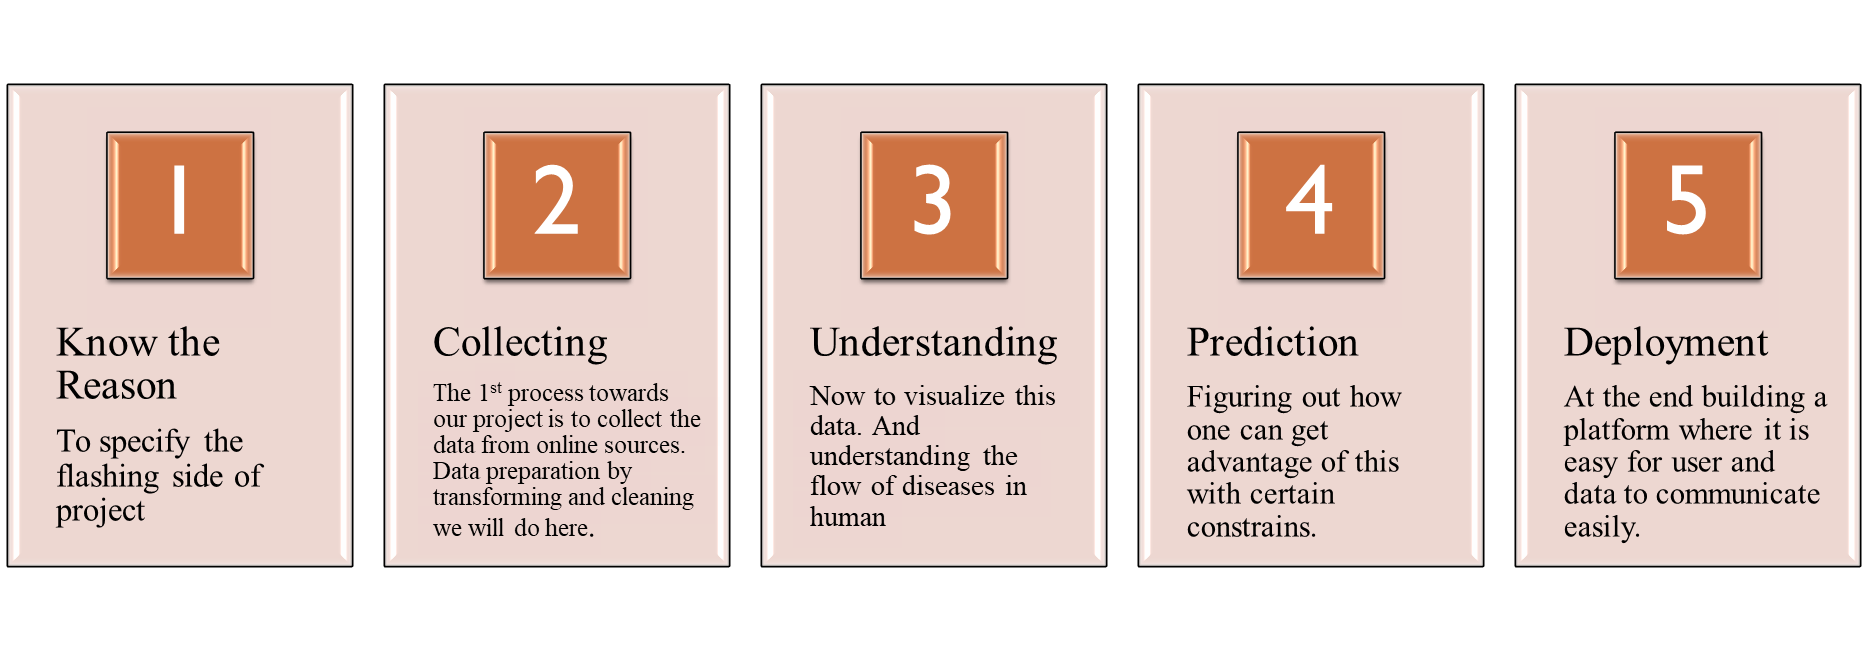 1
Know the
Reason
To specify the
flashing side of
project
2
Collecting
The 1st process towards
our project is to collect the
data from online sources.
Data preparation by
transforming and cleaning
we will do here.
3
Understanding
Now to visualize this
data. And
understanding the
flow of diseases in
human
4
Prediction
Figuring out how
one can get
advantage of this
with certain
constrains.
5
Deployment
At the end building a
platform where it is
easy for user and
data to communicate
easily.